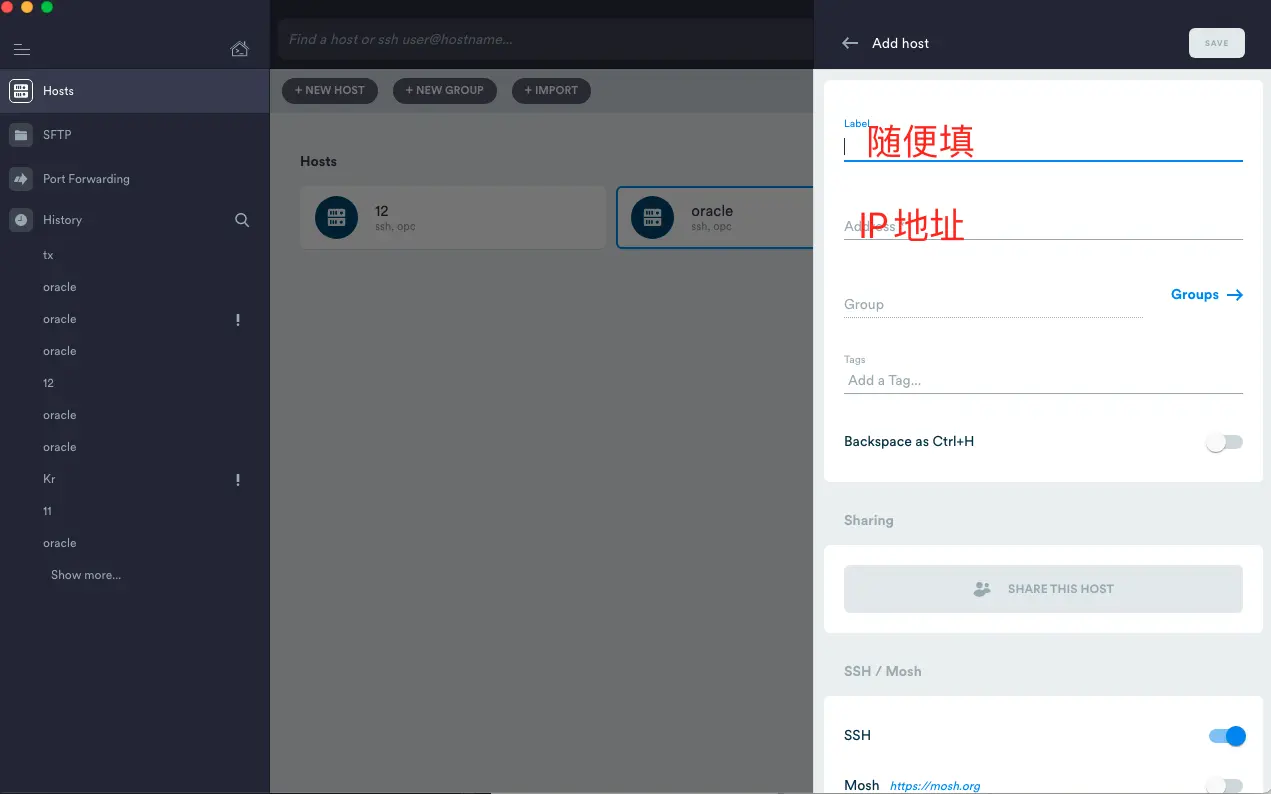 Hosts
SFTP
Port Forwarding
History
tx
oracle
oracle
!
oracle
12
oracle
oracle
Kr
!
11
oracle
Show more...
Find a host or ssh user@hostname...
+ NEW HOST
+ NEW GROUP
+ IMPORT
Hosts
12
ssh, opc
oracle
ssh, opc
Add host
SAVE
Label
随便填
IP 地址
Group
Groups
Tags
Add a Tag...
Backspace as Ctrl+H
Sharing
SHARE THIS HOST
SSH / Mosh
SSH
Mosh https://mosh.org